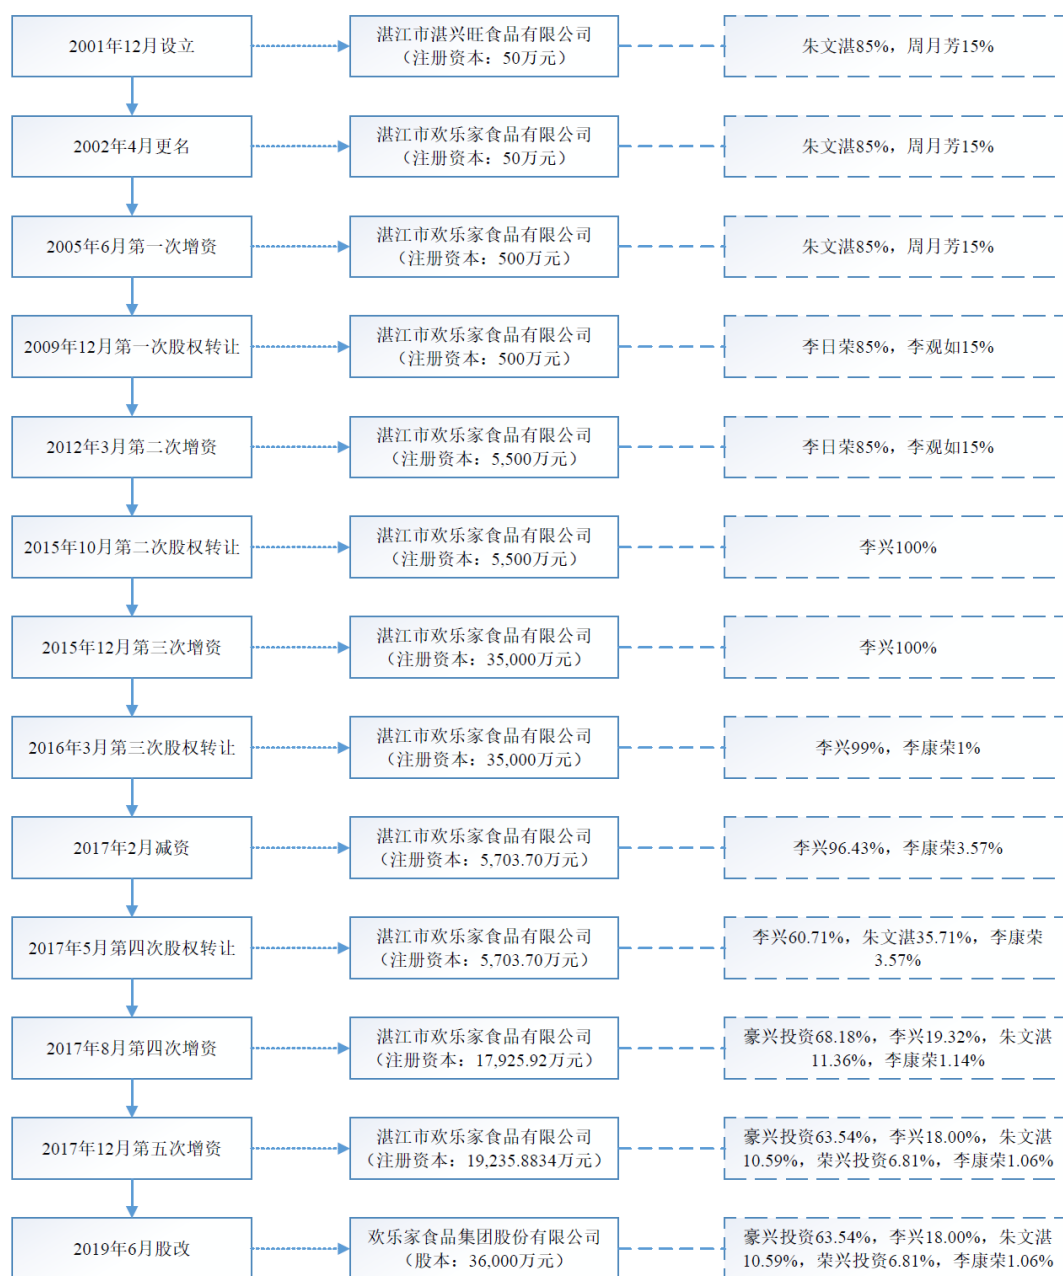 2001年12月设立
湛江市湛兴旺食品有限公司
（注册资本：50万元）
朱文湛85%，周月芳15%
2002年4月更名
湛江市欢乐家食品有限公司
（注册资本：50万元）
朱文湛85%，周月芳15%
2005年6月第一次增资
湛江市欢乐家食品有限公司
（注册资本：500万元）
朱文湛85%，周月芳15%
2009年12月第一次股权转让
湛江市欢乐家食品有限公司
（注册资本：500万元）
李日荣85%，李观如15%
2012年3月第二次增资
湛江市欢乐家食品有限公司
（注册资本：5,500万元）
李日荣85%，李观如15%
2015年10月第二次股权转让
湛江市欢乐家食品有限公司
（注册资本：5,500万元）
李兴100%
2015年12月第三次增资
湛江市欢乐家食品有限公司
（注册资本：35,000万元）
李兴100%
2016年3月第三次股权转让
湛江市欢乐家食品有限公司
（注册资本：35,000万元）
李兴99%，李康荣1%
2017年2月减资
湛江市欢乐家食品有限公司
（注册资本：5,703.70万元）
李兴96.43%，李康荣3.57%
2017年5月第四次股权转让
湛江市欢乐家食品有限公司
（注册资本：5,703.70万元）
李兴60.71%，朱文湛35.71%，李康荣
3.57%
2017年8月第四次增资
湛江市欢乐家食品有限公司
（注册资本：17,925.92万元）
豪兴投资68.18%，李兴19.32%，朱文湛
11.36%，李康荣1.14%
2017年12月第五次增资
湛江市欢乐家食品有限公司
（注册资本：19,235.8834万元）
豪兴投资63.54%，李兴18.00%，朱文湛
10.59%，荣兴投资6.81%，李康荣1.06%
2019年6月股改
欢乐家食品集团股份有限公司
（股本：36,000万元）
豪兴投资63.54%，李兴18.00%，朱文湛
10.59%，荣兴投资6.81%，李康荣1.06%